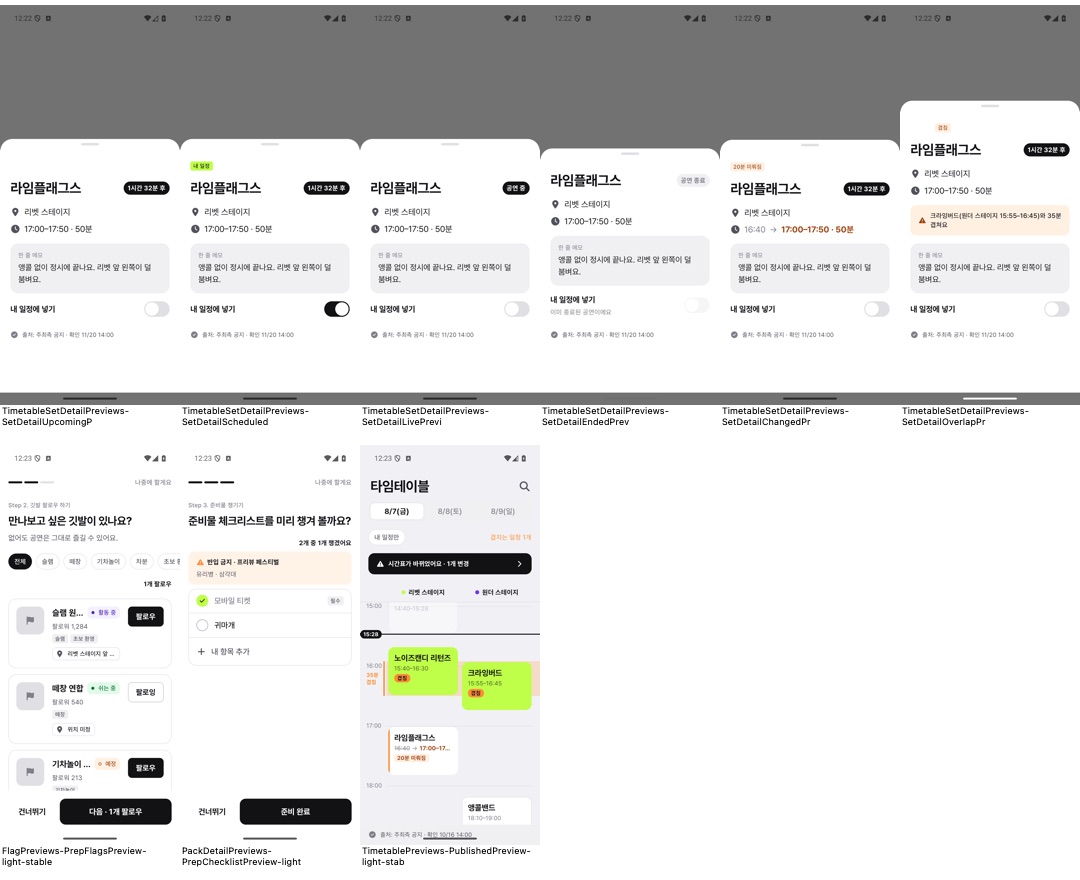 12:22
12:22
12:22
12:22
12:22
12:22
라임플래그스
1시간 32분 후
리벳 스테이지
17:00–17:50 · 50분
한 줄 메모
앵콜 없이 정시에 끝나요. 리벳 앞 왼쪽이 덜
붐벼요.
내 일정에 넣기
출처: 주최측 공지 · 확인 11/20 14:00
내 일정
라임플래그스
1시간 32분 후
리벳 스테이지
17:00–17:50 · 50분
한 줄 메모
앵콜 없이 정시에 끝나요. 리벳 앞 왼쪽이 덜
붐벼요.
내 일정에 넣기
출처: 주최측 공지 · 확인 11/20 14:00
라임플래그스
공연 중
리벳 스테이지
17:00–17:50 · 50분
한 줄 메모
앵콜 없이 정시에 끝나요. 리벳 앞 왼쪽이 덜
붐벼요.
내 일정에 넣기
출처: 주최측 공지 · 확인 11/20 14:00
라임플래그스
공연 종료
리벳 스테이지
17:00–17:50 · 50분
한 줄 메모
앵콜 없이 정시에 끝나요. 리벳 앞 왼쪽이 덜
붐벼요.
내 일정에 넣기
이미 종료된 공연이에요
출처: 주최측 공지 · 확인 11/20 14:00
20분 미뤄짐
라임플래그스
1시간 32분 후
리벳 스테이지
16:40 → 17:00–17:50 · 50분
한 줄 메모
앵콜 없이 정시에 끝나요. 리벳 앞 왼쪽이 덜
붐벼요.
내 일정에 넣기
출처: 주최측 공지 · 확인 11/20 14:00
겹침
라임플래그스
1시간 32분 후
리벳 스테이지
17:00–17:50 · 50분
크라잉버드(원더 스테이지 15:55–16:45)와 35분
겹쳐요
한 줄 메모
앵콜 없이 정시에 끝나요. 리벳 앞 왼쪽이 덜
붐벼요.
내 일정에 넣기
출처: 주최측 공지 · 확인 11/20 14:00
TimetableSetDetailPreviews-
SetDetailUpcomingP
TimetableSetDetailPreviews-
SetDetailScheduled
TimetableSetDetailPreviews-
SetDetailLivePrevi
TimetableSetDetailPreviews-
SetDetailEndedPrev
TimetableSetDetailPreviews-
SetDetailChangedPr
TimetableSetDetailPreviews-
SetDetailOverlapPr
12:23
나중에 할게요
Step 2. 깃발 팔로우 하기
만나보고 싶은 깃발이 있나요?
없어도 공연은 그대로 즐길 수 있어요.
전체
슬램
떼창
기차놀이
차분
초보
1개 팔로우
슬램 원...
활동 중
팔로우
팔로워 1,284
슬램
초보 환영
리벳 스테이지 앞 ...
떼창 연합
쉬는 중
팔로잉
팔로워 540
떼창
위치 미정
기차놀이 ...
예정
팔로우
팔로워 213
기차놀이
건너뛰기
다음 · 1개 팔로우
FlagPreviews-PrepFlagsPreview-
light-stable
12:23
나중에 할게요
Step 3. 준비물 챙기기
준비물 체크리스트를 미리 챙겨 볼까요?
2개 중 1개 챙겼어요
반입 금지 · 프리뷰 페스티벌
유리병 · 삼각대
모바일 티켓
필수
귀마개
내 항목 추가
건너뛰기
준비 완료
PackDetailPreviews-
PrepChecklistPreview-light
12:23
타임테이블
8/7(금)
8/8(토)
8/9(일)
내 일정만
겹치는 일정 1개
시간표가 바뀌었어요 · 1개 변경
리벳 스테이지
원더 스테이지
15:00
14:40–15:28
15:28
16:00
35분
겹침
노이즈캔디 리턴즈
15:40–16:30
겹침
크라잉버드
15:55–16:45
겹침
17:00
라임플래그스
16:40 → 17:00–17...
20분 미뤄짐
18:00
앵콜밴드
18:10–19:00
출처: 주최측 공지 · 확인 10/16 14:00
TimetablePreviews-PublishedPreview-
light-stab